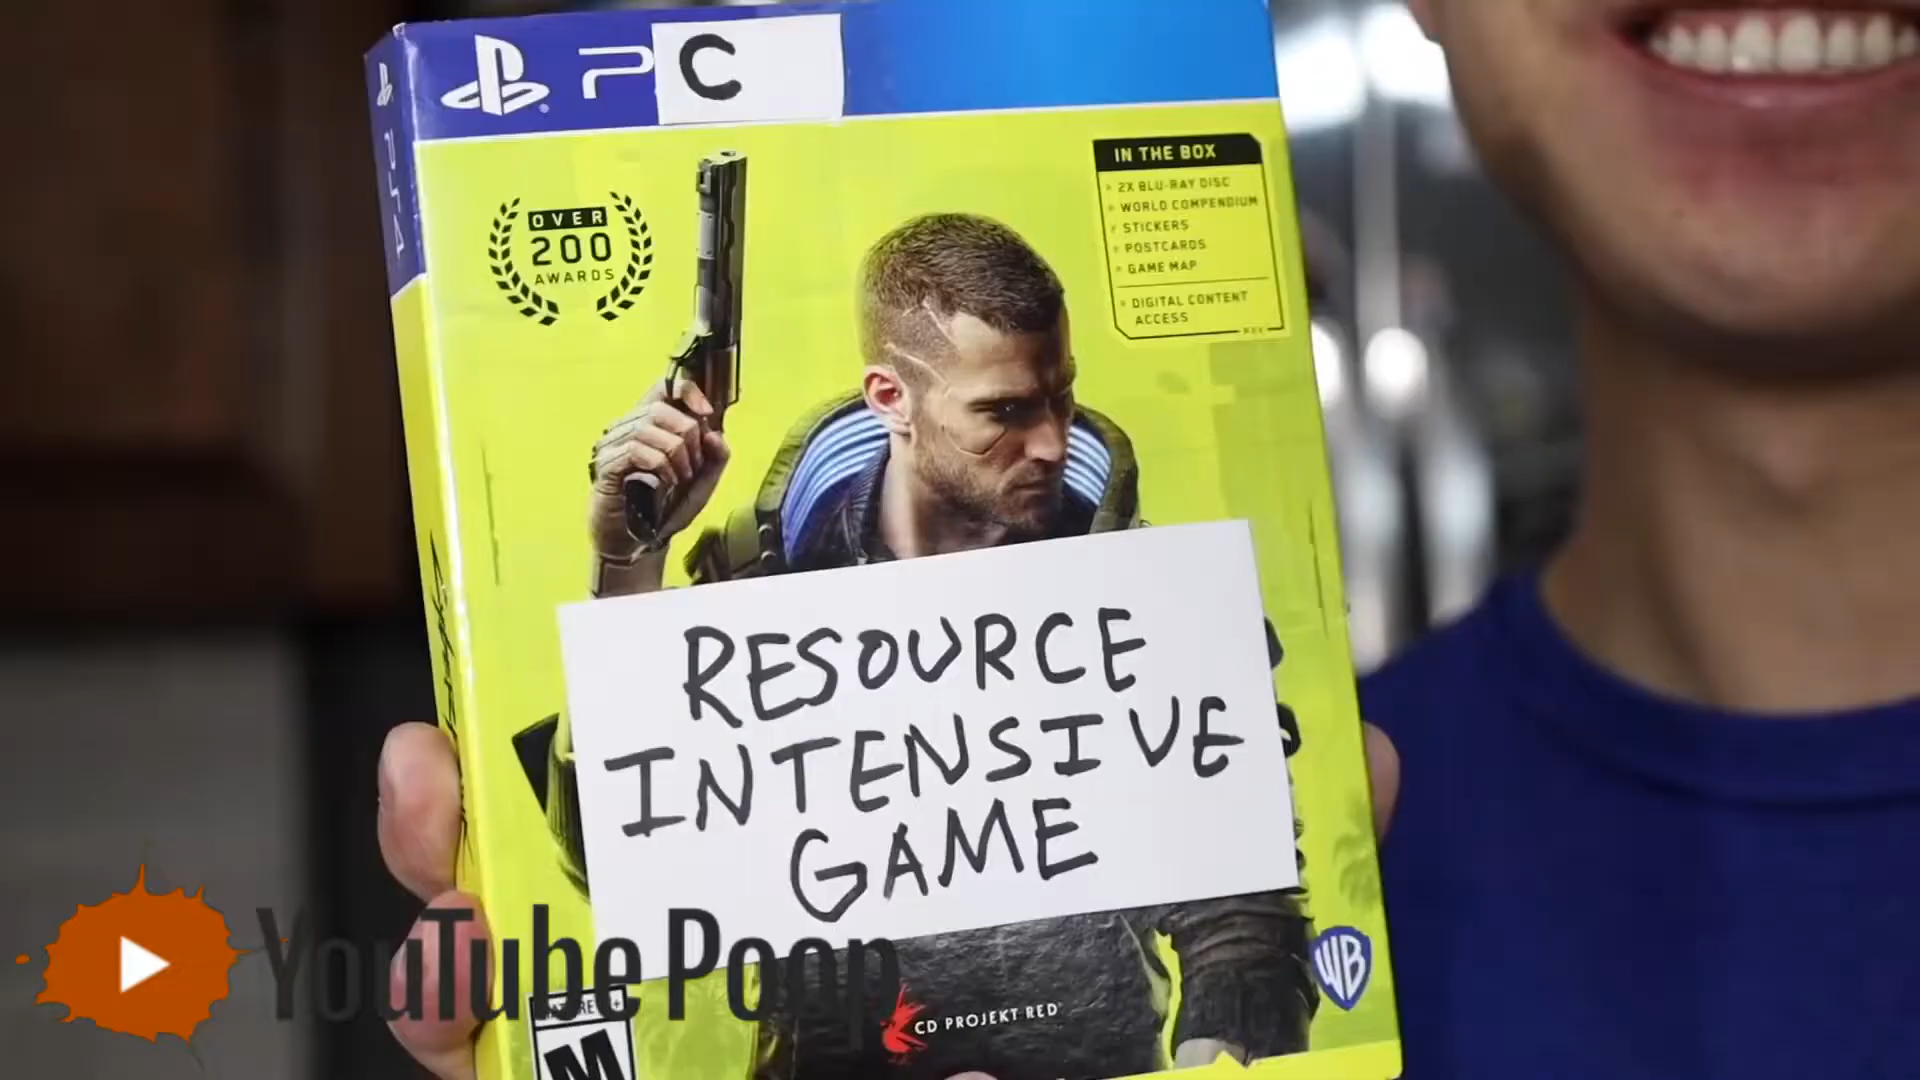 PC
OVER
200
AWARDS
IN THE BOX
2X BLU-RAY DISC
WORLD COMPENDIUM
STICKERS
POSTCARDS
GAME MAP
DIGITAL CONTENT
ACCESS
RESOURCE
INTENSIVE
GAME
YouTube Poop
M
CD PROJEKT RED
WB